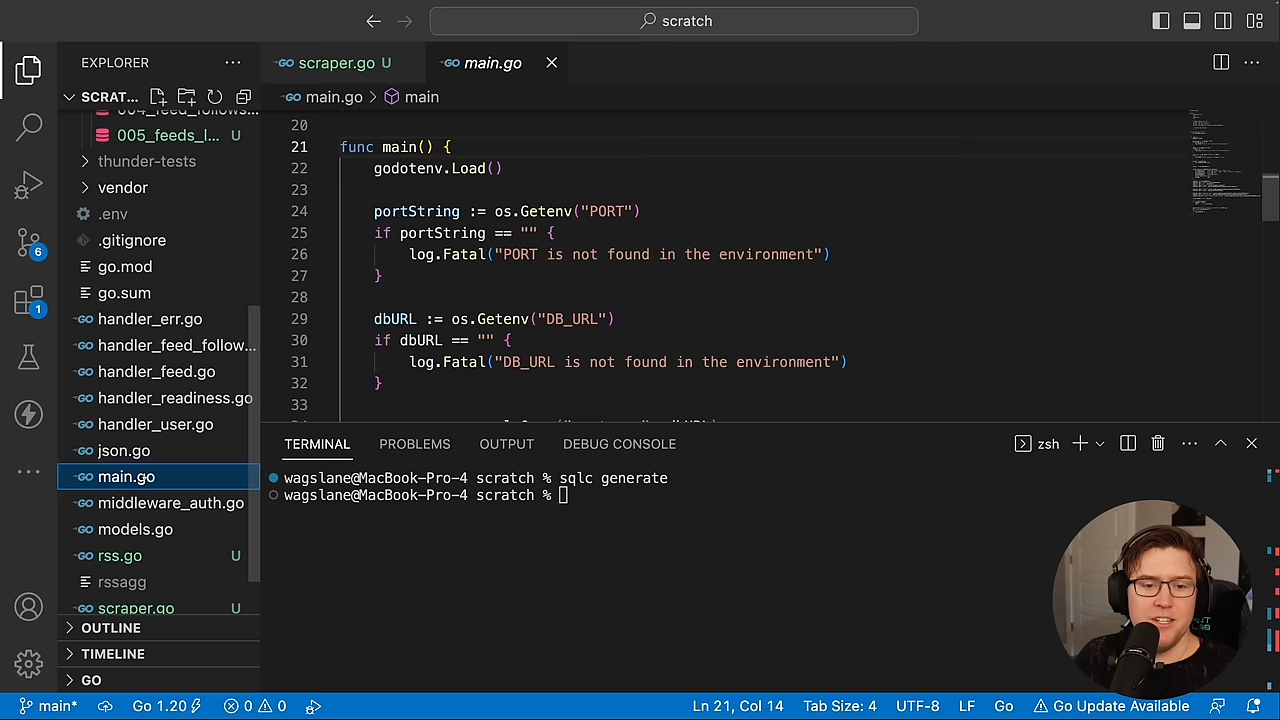 scratch
EXPLORER
scraper.go U
main.go
SCRAT...
main.go > main
004_feed_follows...
005_feeds_l... U
thunder-tests
vendor
.env
.gitignore
go.mod
go.sum
handler_err.go
handler_feed_follow...
handler_feed.go
handler_readiness.go
handler_user.go
json.go
main.go
middleware_auth.go
models.go
rss.go U
rssagg
scraper.go U
OUTLINE
TIMELINE
GO
6
1
20
21 func main() {
22 godotenv.Load()
23
24 portString := os.Getenv("PORT")
25 if portString == "" {
26 log.Fatal("PORT is not found in the environment")
27 }
28
29 dbURL := os.Getenv("DB_URL")
30 if dbURL == "" {
31 log.Fatal("DB_URL is not found in the environment")
32 }
33
TERMINAL PROBLEMS OUTPUT DEBUG CONSOLE
zsh
wagslane@MacBook-Pro-4 scratch % sqlc generate
wagslane@MacBook-Pro-4 scratch %
main* Go 1.20 0 0 Ln 21, Col 14 Tab Size: 4 UTF-8 LF Go Go Update Available